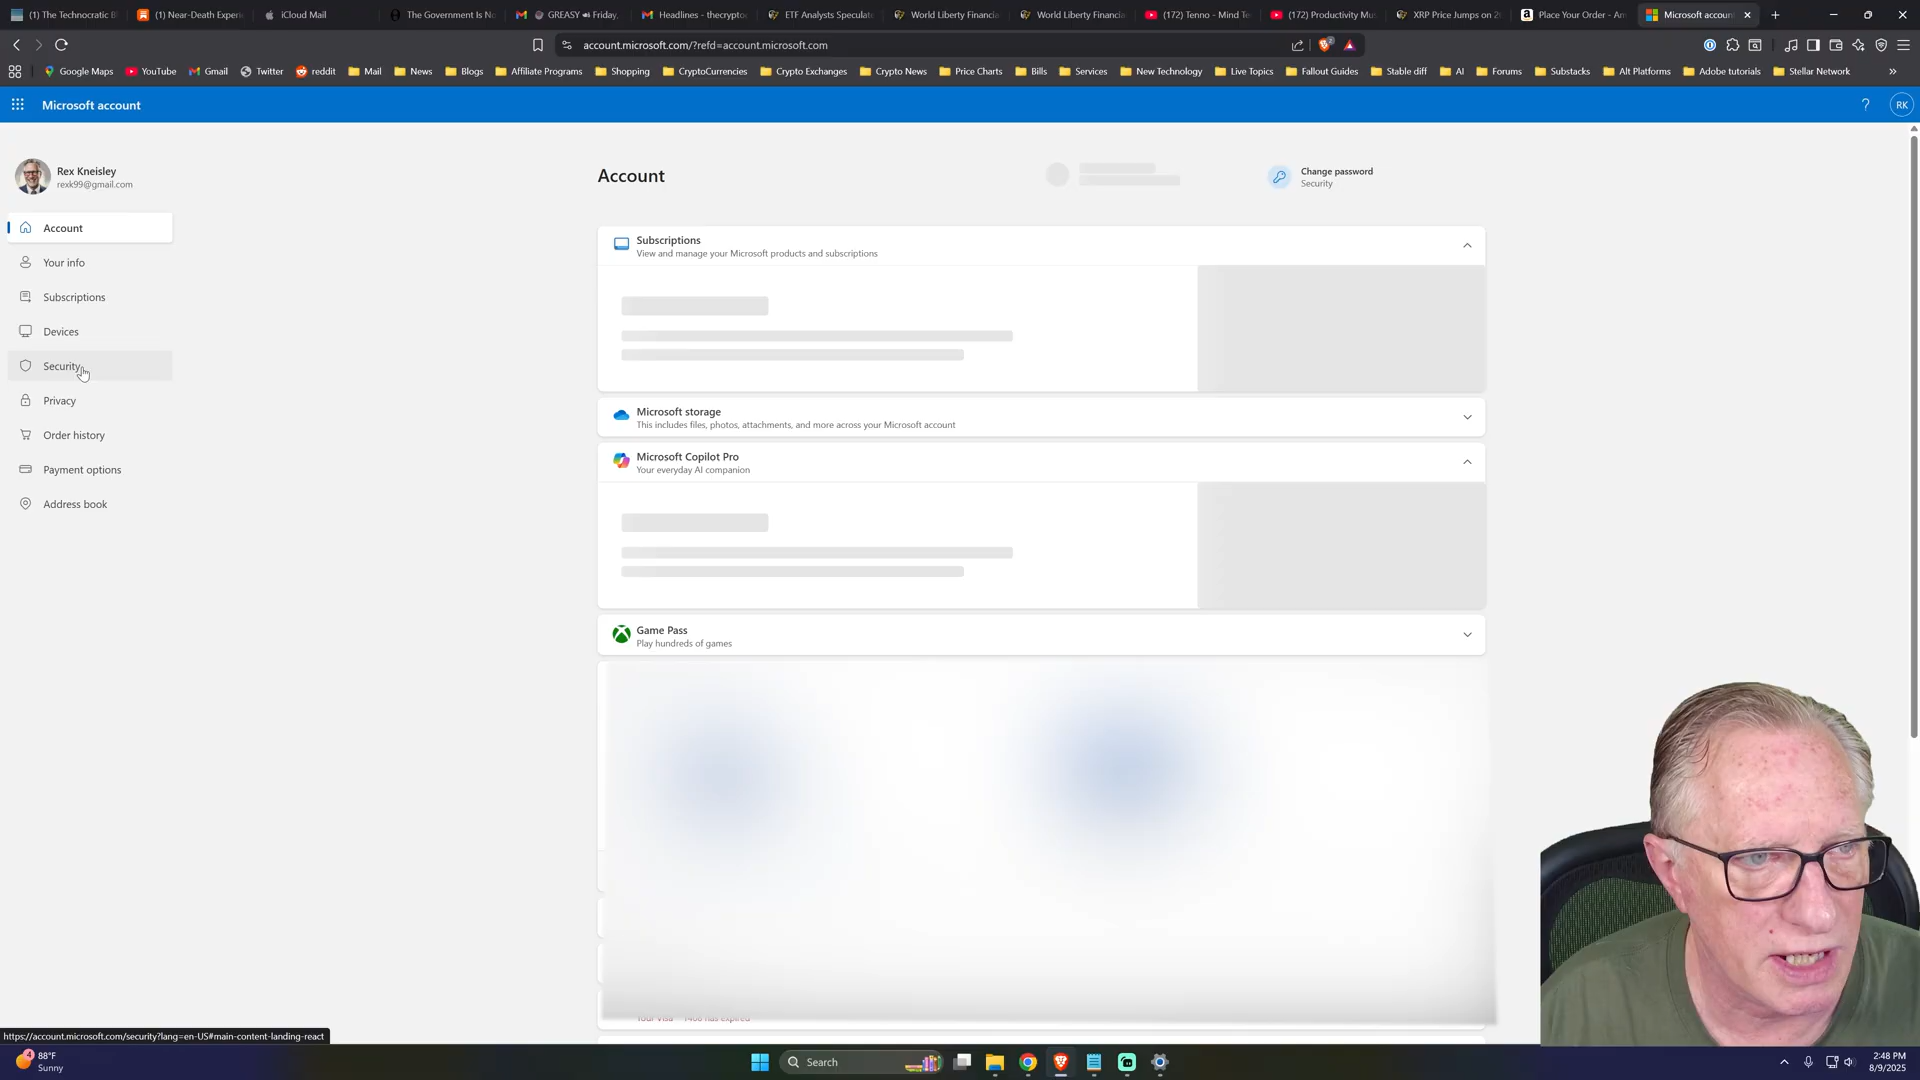 (1) The Technocratic B
(1) Near-Death Experi
iCloud Mail
The Government Is No
GREASY Friday,
Headlines - thecrypto
ETF Analysts Speculat
World Liberty Financia
World Liberty Financia
(172) Tenno - Mind Te
(172) Productivity Mus
XRP Price Jumps on 2
Place Your Order - Am
Microsoft accoun
account.microsoft.com/?refd=account.microsoft.com
Google Maps
YouTube
Gmail
Twitter
reddit
Mail
News
Blogs
Affiliate Programs
Shopping
CryptoCurrencies
Crypto Exchanges
Crypto News
Price Charts
Bills
Services
New Technology
Live Topics
Fallout Guides
Stable diff
AI
Forums
Substacks
Alt Platforms
Adobe tutorials
Stellar Network
Microsoft account
RK
Rex Kneisley
rexk99@gmail.com
Account
Your info
Subscriptions
Devices
Security
Privacy
Order history
Payment options
Address book
Account
Change password
Security
Subscriptions
View and manage your Microsoft products and subscriptions
Microsoft storage
This includes files, photos, attachments, and more across your Microsoft account
Microsoft Copilot Pro
Your everyday AI companion
Game Pass
Play hundreds of games
https://account.microsoft.com/security?lang=en-US#main-content-landing-react
4
88°F
Sunny
Search
2:48 PM
8/9/2025